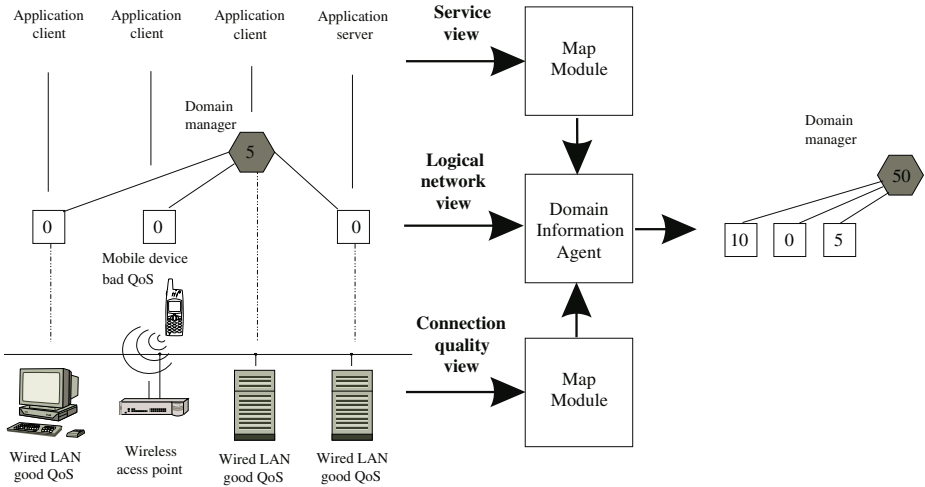 Application
client
Application
client
Application
client
Application
server
Service
view
Map
Module
Domain
manager
5
Domain
manager
50
Logical
network
view
Domain
Information
Agent
0
0
0
10
0
5
Mobile device
bad QoS
Connection
quality
view
Map
Module
Wired LAN
good QoS
Wireless
acess point
Wired LAN
good QoS
Wired LAN
good QoS